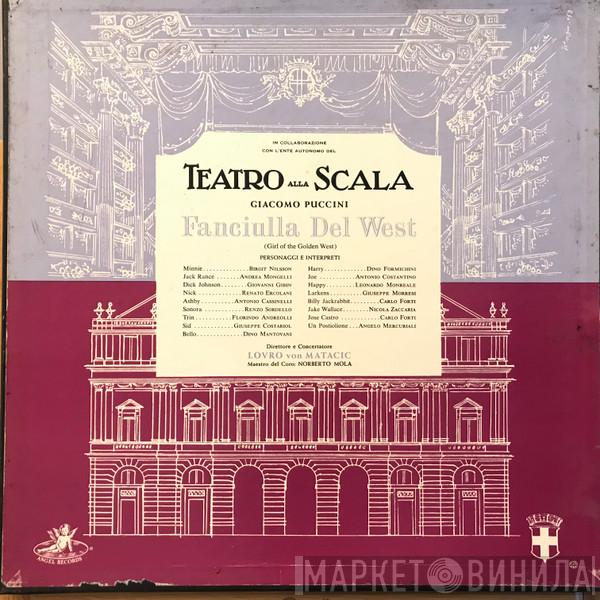 IN COLLABORAZIONE
CON L'ENTE AUTONOMO DEL
TEATRO ALLA SCALA
GIACOMO PUCCINI
Fanciulla Del West
(Girl of the Golden West)
PERSONAGGI E INTERPRETI
Minnie..........BIRGIT NILSSON
Jack Rance....ANDREA MONGELLI
Dick Johnson.....GIOVANNI GIBIN
Nick..........RENATO ERCOLANI
Ashby........ANTONIO CASSINELLI
Sonora.........RENZO SORDELLO
Trin........FLORINDO ANDREOLLI
Sid........GIUSEPPE COSTARIOL
Bello............DINO MANTOVANI
Harry..........DINO FORMICHINI
Joe..........ANTONIO COSTANTINO
Happy......LEONARDO MONREALE
Larkens......GIUSEPPE MORRESI
Billy Jackrabbit....CARLO FORTI
Jake Wallace....NICOLA ZACCARIA
Jose Castro..........CARLO FORTI
Un Postiolione..ANGELO MERCURIALI
Direttore e Concertatore
LOVRO von MATACIC
Maestro del Coro: NORBERTO MOLA
ANGEL RECORDS
МАРКЕТ ВИНИЛА